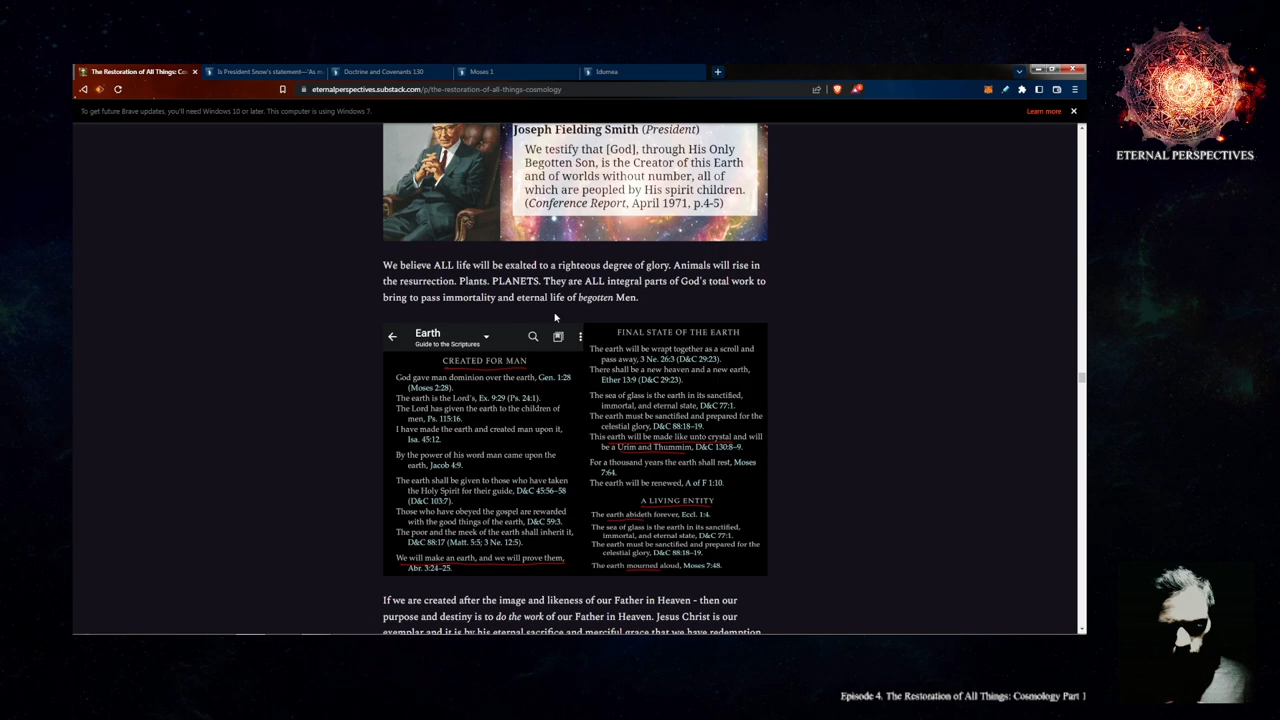 The Restoration of All Things: Co
Is President Snow's statement—'As m
Doctrine and Covenants 130
Moses 1
Idumea
eternalperspectives.substack.com/p/the-restoration-of-all-things-cosmology
To get future Brave updates, you'll need Windows 10 or later. This computer is using Windows 7.
Learn more
ETERNAL PERSPECTIVES
Joseph Fielding Smith (President)
We testify that [God], through His Only
Begotten Son, is the Creator of this Earth
and of worlds without number, all of
which are peopled by His spirit children.
(Conference Report, April 1971, p.4-5)
We believe ALL life will be exalted to a righteous degree of glory. Animals will rise in
the resurrection. Plants. PLANETS. They are ALL integral parts of God's total work to
bring to pass immortality and eternal life of begotten Men.
Earth
Guide to the Scriptures
CREATED FOR MAN
God gave man dominion over the earth, Gen. 1:28
(Moses 2:28).
The earth is the Lord's, Ex. 9:29 (Ps. 24:1).
The Lord has given the earth to the children of
men, Ps. 115:16.
I have made the earth and created man upon it,
Isa. 45:12.
By the power of his word man came upon the
earth, Jacob 4:9.
The earth shall be given to those who have taken
the Holy Spirit for their guide, D&C 45:56–58
(D&C 103:7).
Those who have obeyed the gospel are rewarded
with the good things of the earth, D&C 59:3.
The poor and the meek of the earth shall inherit it,
D&C 88:17 (Matt. 5:5; 3 Ne. 12:5).
We will make an earth, and we will prove them,
Abr. 3:24–25.
FINAL STATE OF THE EARTH
The earth will be wrapt together as a scroll and
pass away, 3 Ne. 26:3 (D&C 29:23).
There shall be a new heaven and a new earth,
Ether 13:9 (D&C 29:23).
The sea of glass is the earth in its sanctified,
immortal, and eternal state, D&C 77:1.
The earth must be sanctified and prepared for the
celestial glory, D&C 88:18–19.
This earth will be made like unto crystal and will
be a Urim and Thummim, D&C 130:8–9.
For a thousand years the earth shall rest, Moses
7:64.
The earth will be renewed, A of F 1:10.
A LIVING ENTITY
The earth abideth forever, Eccl. 1:4.
The sea of glass is the earth in its sanctified,
immortal, and eternal state, D&C 77:1.
The earth must be sanctified and prepared for the
celestial glory, D&C 88:18–19.
The earth mourned aloud, Moses 7:48.
If we are created after the image and likeness of our Father in Heaven - then our
purpose and destiny is to do the work of our Father in Heaven. Jesus Christ is our
exemplar and it is by his eternal sacrifice and merciful grace that we have redemption
Episode 4. The Restoration of All Things: Cosmology Part 1